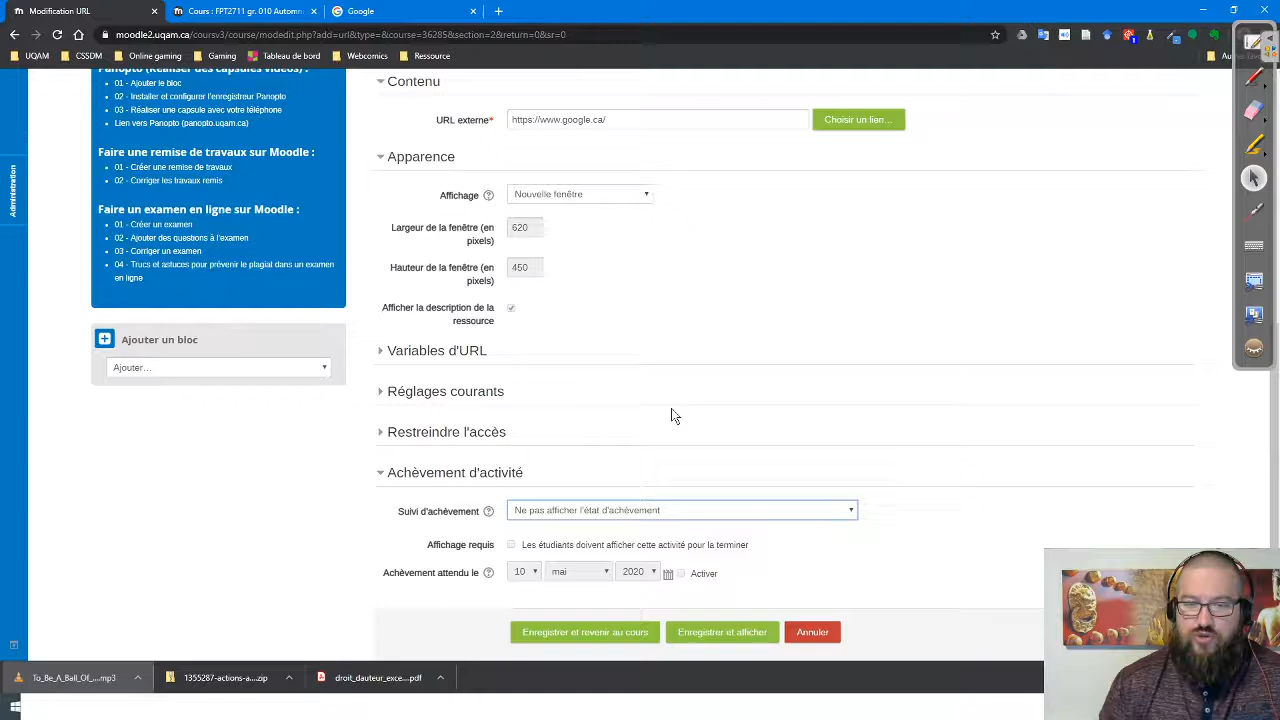 Modification URL
Cours : FPT2711 gr. 010 Automn
Google
moodle2.uqam.ca/coursv3/course/modedit.php?add=url&type=&course=36285&section=2&return=0&sr=0
UQAM
CSSDM
Online gaming
Gaming
Tableau de bord
Webcomics
Ressource
Panopto (Réaliser des capsules vidéos) :
01 - Ajouter le bloc
02 - Installer et configurer l'enregistreur Panopto
03 - Réaliser une capsule avec votre téléphone
Lien vers Panopto (panopto.uqam.ca)
Faire une remise de travaux sur Moodle :
01 - Créer une remise de travaux
02 - Corriger les travaux remis
Faire un examen en ligne sur Moodle :
01 - Créer un examen
02 - Ajouter des questions à l'examen
03 - Corriger un examen
04 - Trucs et astuces pour prévenir le plagiat dans un examen
en ligne
Administration
Ajouter un bloc
Ajouter...
Contenu
URL externe*
https://www.google.ca/
Choisir un lien...
Apparence
Affichage
Nouvelle fenêtre
Largeur de la fenêtre (en
pixels)
620
Hauteur de la fenêtre (en
pixels)
450
Afficher la description de la
ressource
Variables d'URL
Réglages courants
Restreindre l'accès
Achèvement d'activité
Suivi d'achèvement
Ne pas afficher l'état d'achèvement
Affichage requis
Les étudiants doivent afficher cette activité pour la terminer
Achèvement attendu le
10 mai 2020
Activer
Enregistrer et revenir au cours
Enregistrer et afficher
Annuler
To_Be_A_Ball_Of_....mp3
1355287-actions-a....zip
droit_dauteur_exce....pdf